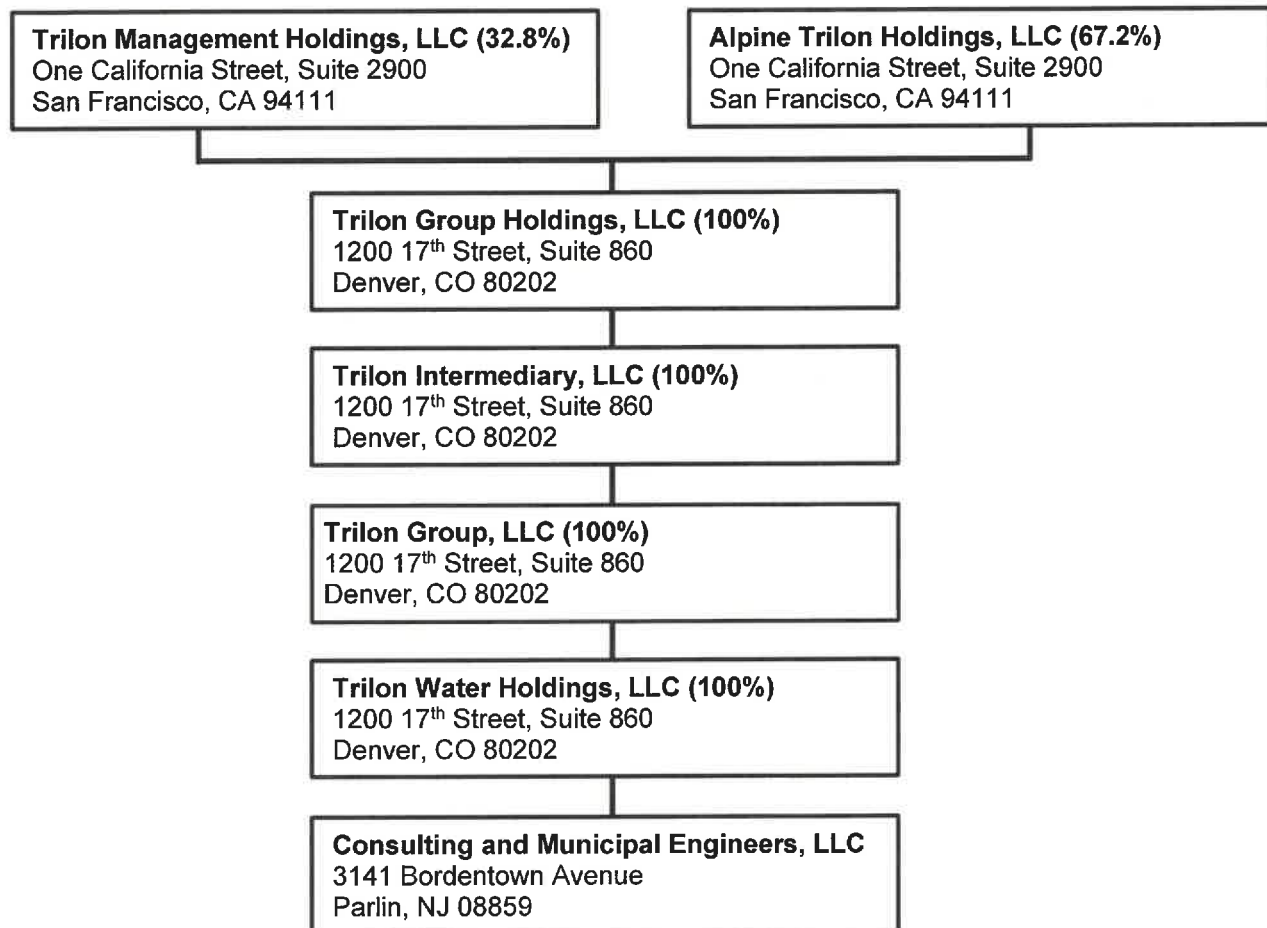 Trilon Management Holdings, LLC (32.8%)
One California Street, Suite 2900
San Francisco, CA 94111
Alpine Trilon Holdings, LLC (67.2%)
One California Street, Suite 2900
San Francisco, CA 94111
Trilon Group Holdings, LLC (100%)
1200 17th Street, Suite 860
Denver, CO 80202
Trilon Intermediary, LLC (100%)
1200 17th Street, Suite 860
Denver, CO 80202
Trilon Group, LLC (100%)
1200 17th Street, Suite 860
Denver, CO 80202
Trilon Water Holdings, LLC (100%)
1200 17th Street, Suite 860
Denver, CO 80202
Consulting and Municipal Engineers, LLC
3141 Bordentown Avenue
Parlin, NJ 08859